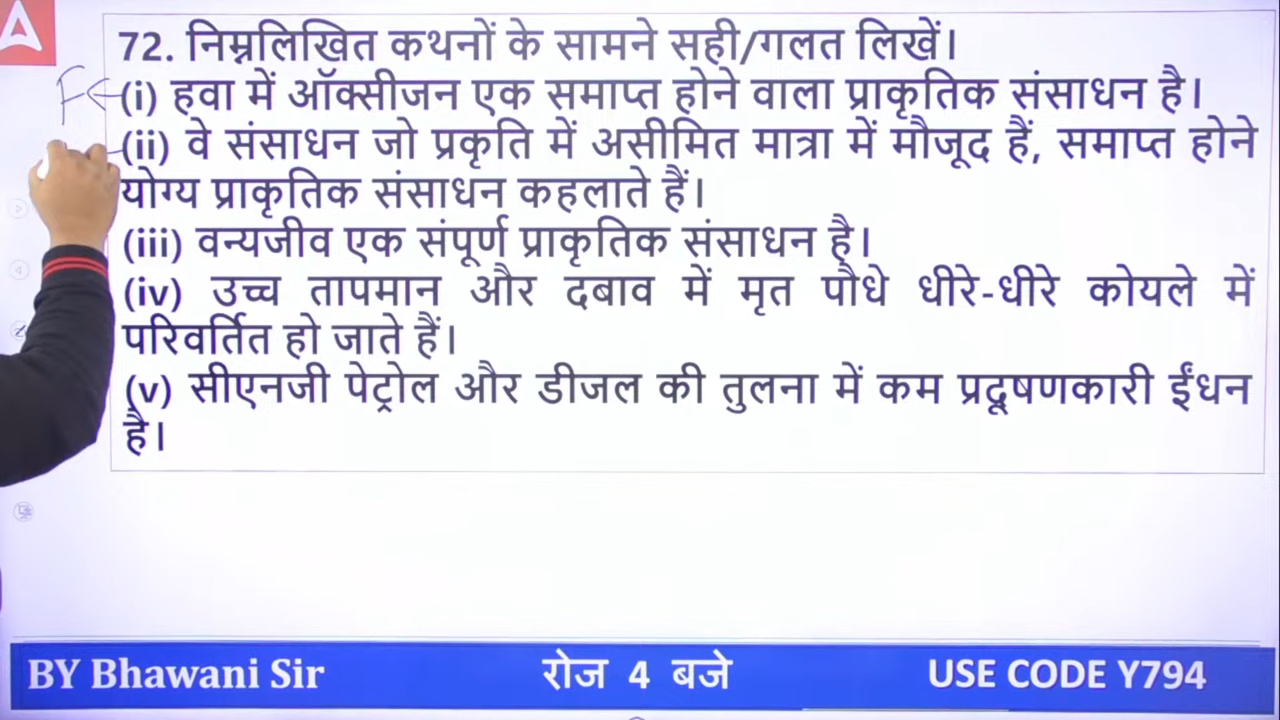 72. निम्नलिखित कथनों के सामने सही/गलत लिखें।
F (i) हवा में ऑक्सीजन एक समाप्त होने वाला प्राकृतिक संसाधन है।
(ii) वे संसाधन जो प्रकृति में असीमित मात्रा में मौजूद हैं, समाप्त होने
योग्य प्राकृतिक संसाधन कहलाते हैं।
(iii) वन्यजीव एक संपूर्ण प्राकृतिक संसाधन है।
(iv) उच्च तापमान और दबाव में मृत पौधे धीरे-धीरे कोयले में
परिवर्तित हो जाते हैं।
(v) सीएनजी पेट्रोल और डीजल की तुलना में कम प्रदूषणकारी ईंधन
है।
BY Bhawani Sir रोज 4 बजे USE CODE Y794